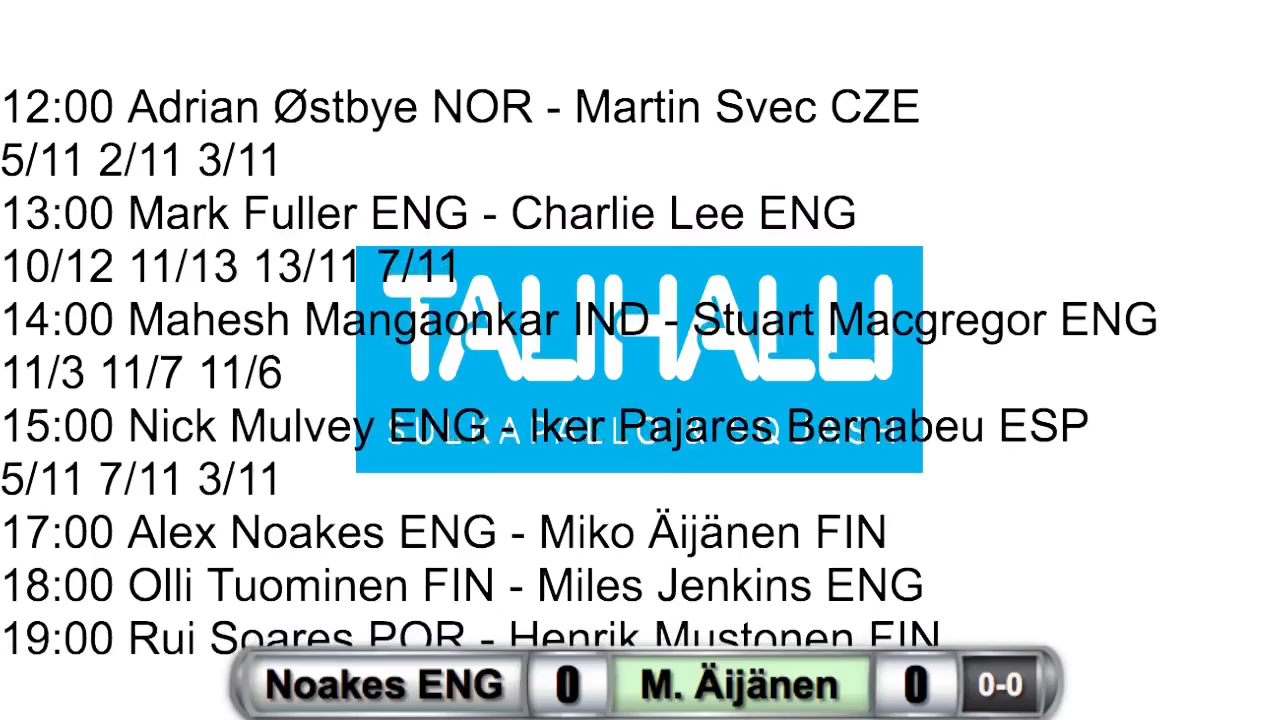 12:00 Adrian Østbye NOR - Martin Svec CZE
5/11 2/11 3/11
13:00 Mark Fuller ENG - Charlie Lee ENG
10/12 11/13 13/11 7/11
TALIHALLI
14:00 Mahesh Mangaonkar IND - Stuart Macgregor ENG
11/3 11/7 11/6
15:00 Nick Mulvey ENG - Iker Pajares Bernabeu ESP
SULKAPALLO & SQUASH
5/11 7/11 3/11
17:00 Alex Noakes ENG - Miko Äijänen FIN
18:00 Olli Tuominen FIN - Miles Jenkins ENG
19:00 Rui Soares POR - Henrik Mustonen FIN
Noakes ENG 0 M. Äijänen 0 0-0